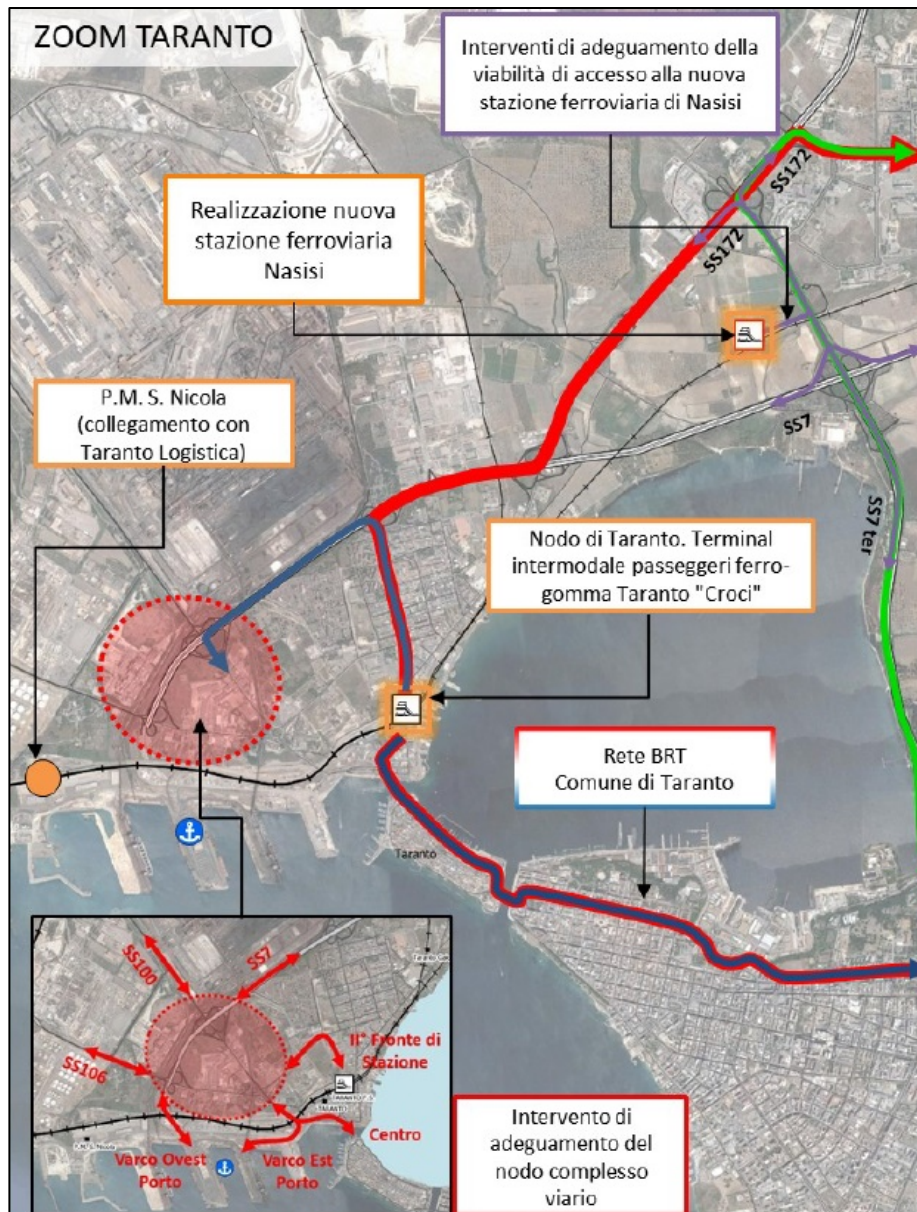 ZOOM TARANTO
Interventi di adeguamento della
viabilità di accesso alla nuova
stazione ferroviaria di Nasisi
SS172
SS172
Realizzazione nuova
stazione ferroviaria
Nasisi
P.M. S. Nicola
(collegamento con
Taranto Logistica)
SS7
SS7 ter
Nodo di Taranto. Terminal
intermodale passeggeri ferro-
gomma Taranto "Croci"
Rete BRT
Comune di Taranto
Taranto
SS100
SS7
SS106
II° Fronte di
Stazione
TARANTO
Centro
P.M. S. Nicola
Varco Ovest
Porto
Varco Est
Porto
Intervento di
adeguamento del
nodo complesso
viario